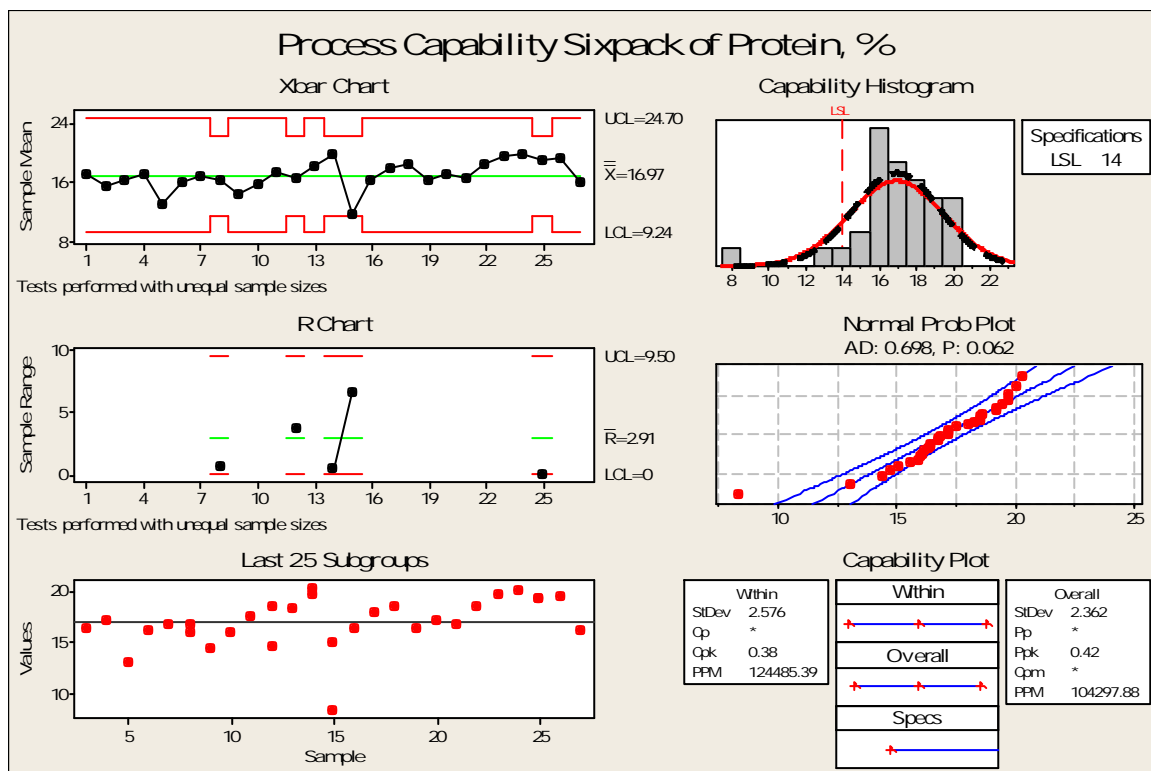 Process Capability Sixpack of Protein, %
Xbar Chart
Sample Mean
24
16
8
UCL=24.70
X=16.97
LCL=9.24
1 4 7 10 13 16 19 22 25
Tests performed with unequal sample sizes
Capability Histogram
LSL
Specifications
LSL 14
8 10 12 14 16 18 20 22
R Chart
Sample Range
10
5
0
UCL=9.50
R=2.91
LCL=0
1 4 7 10 13 16 19 22 25
Tests performed with unequal sample sizes
Normal Prob Plot
AD: 0.698, P: 0.062
10 15 20 25
Last 25 Subgroups
Values
20
15
10
5 10 15 20 25
Sample
Capability Plot
Within
StDev 2.576
Cp *
Cpk 0.38
PPM 124485.39
Within
Overall
Specs
Overall
StDev 2.362
Pp *
Ppk 0.42
Cpm *
PPM 104297.88